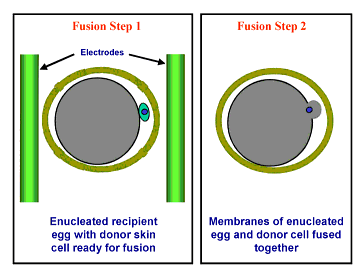 Fusion Step 1
Electrodes
Enucleated recipient
egg with donor skin
cell ready for fusion
Fusion Step 2
Membranes of enucleated
egg and donor cell fused
together